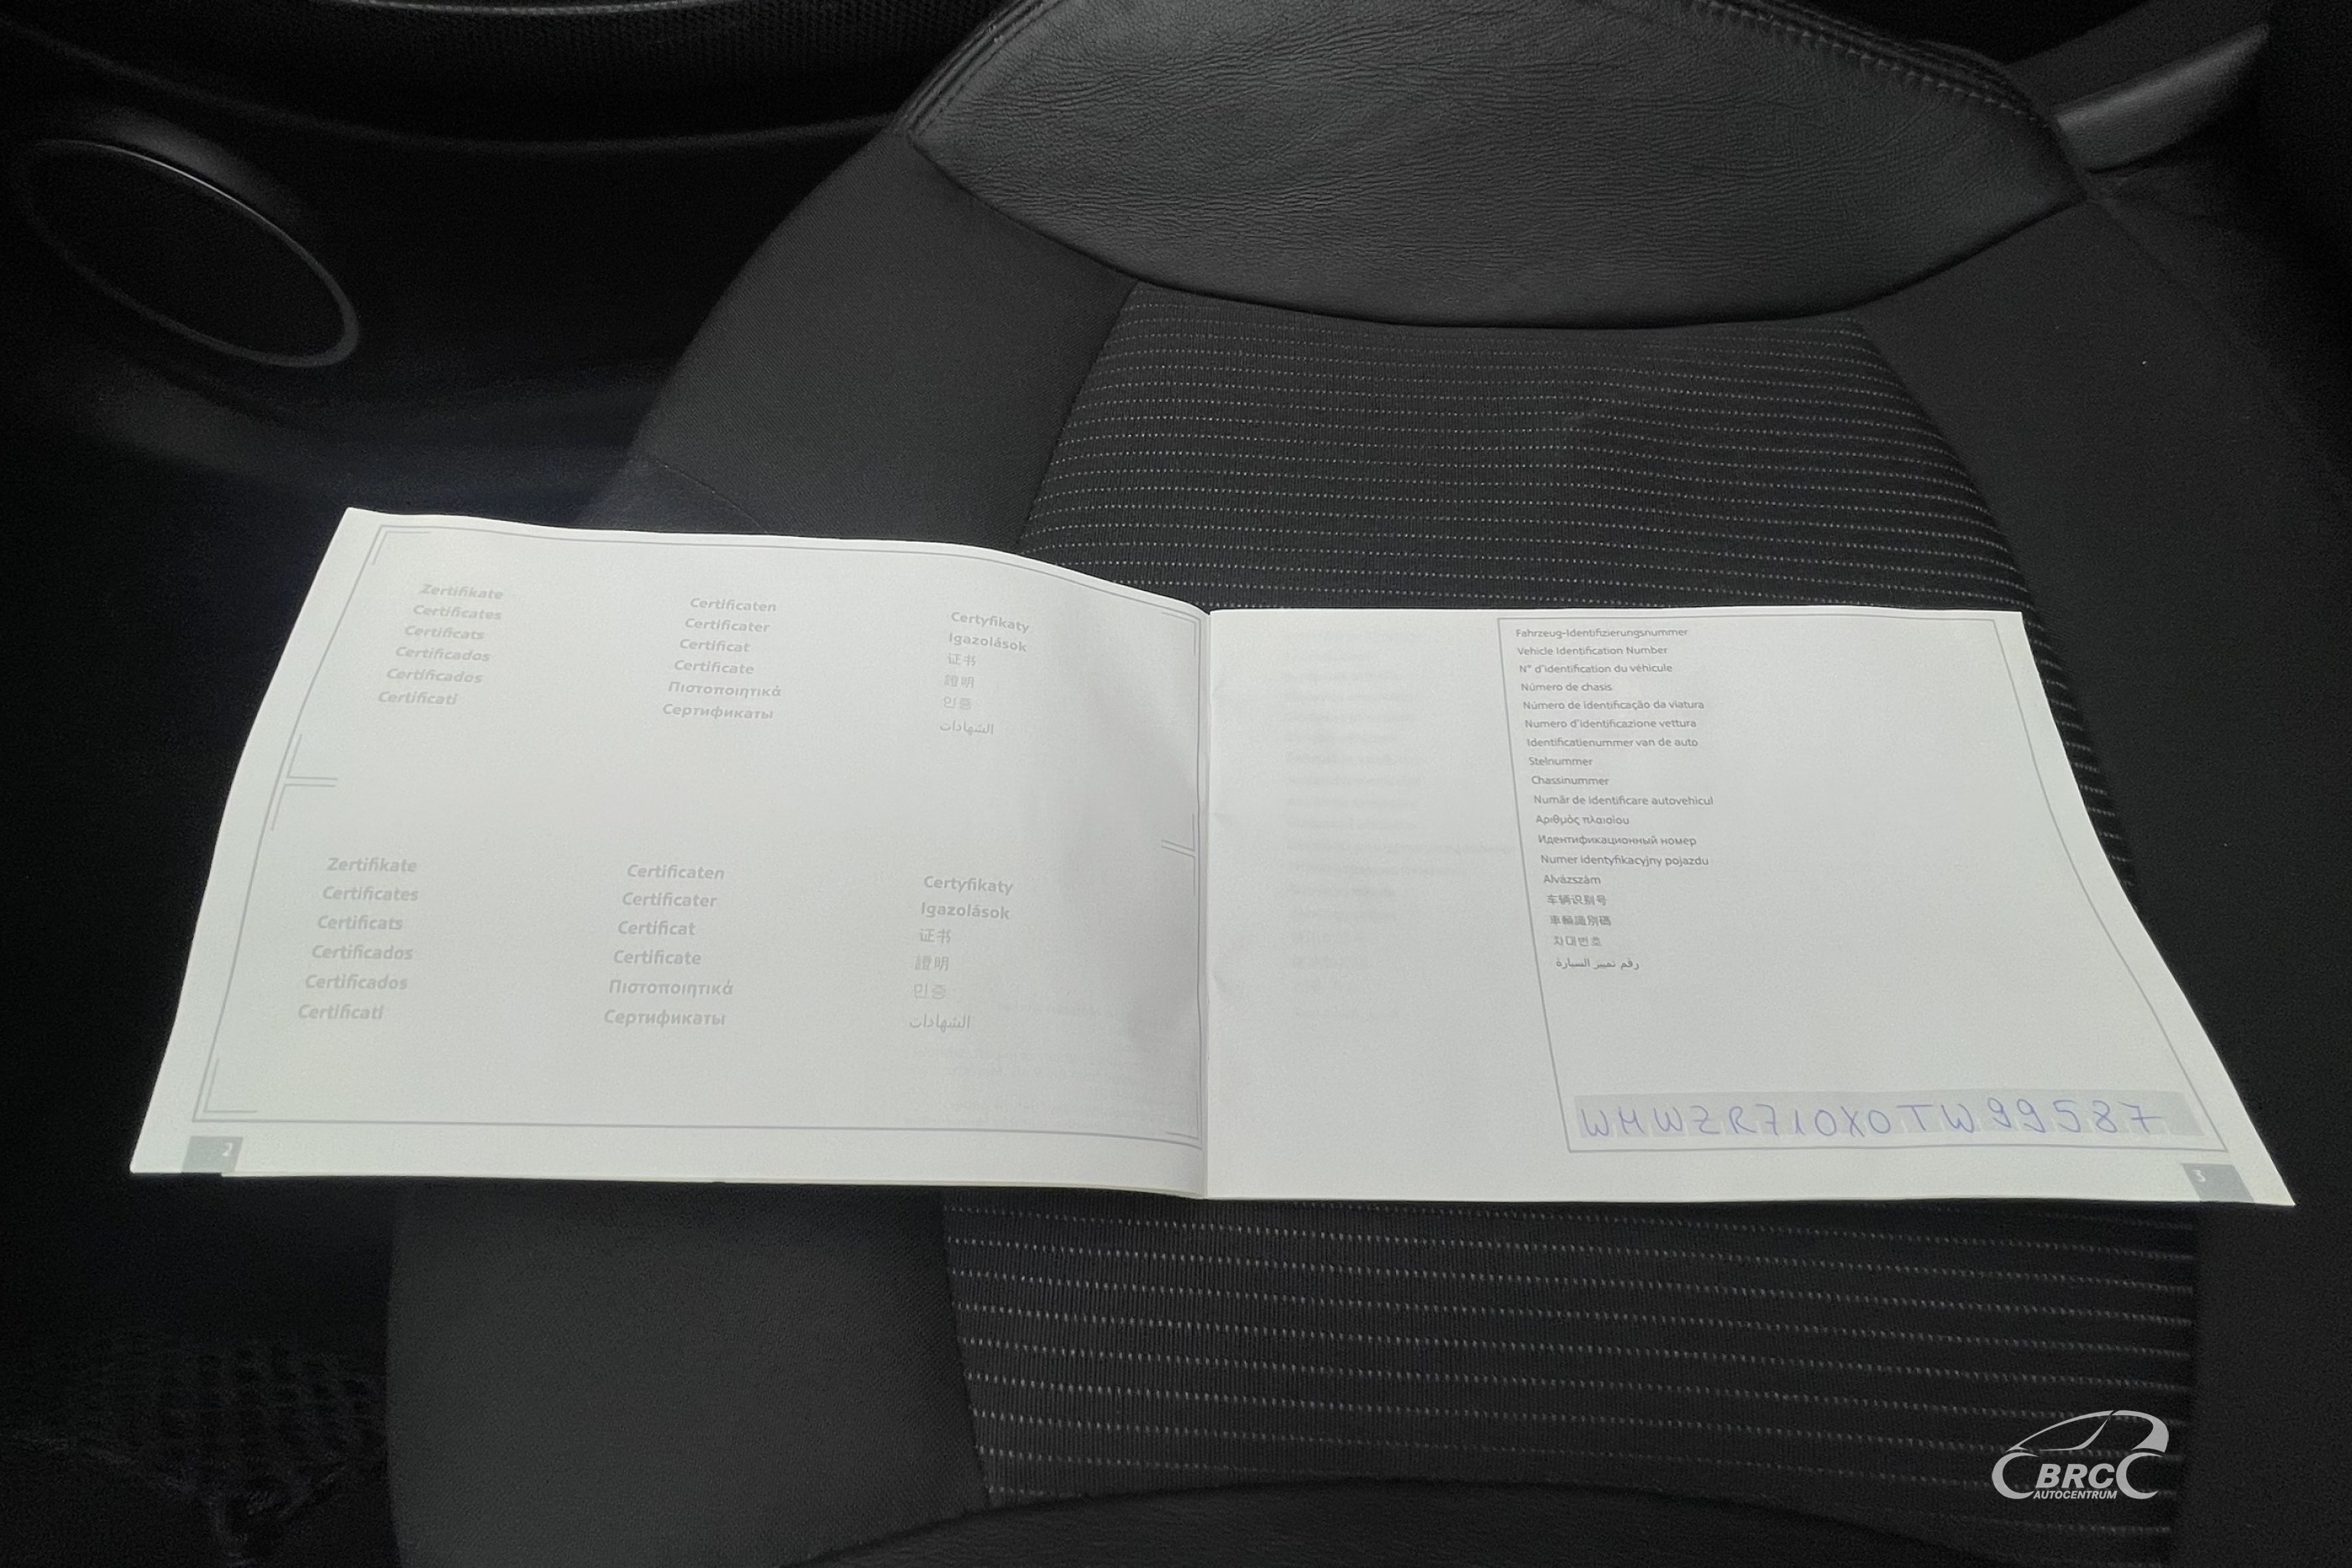 Zertifikate
Certificates
Certificats
Certificados
Certificados
Certificati
Certificaten
Certificater
Certificat
Certificate
Πιστοποιητικά
Сертификаты
Certyfikaty
Igazolások
证书
證明
인증
الشهادات
Zertifikate
Certificates
Certificats
Certificados
Certificados
Certificati
Certificaten
Certificater
Certificat
Certificate
Πιστοποιητικά
Сертификаты
Certyfikaty
Igazolások
证书
證明
인증
الشهادات
2
Fahrzeug-Identifizierungsnummer
Vehicle Identification Number
N° d'identification du véhicule
Número de chasis
Número de identificação da viatura
Numero d'identificazione vettura
Identificatienummer van de auto
Stelnummer
Chassinummer
Număr de identificare autovehicul
Αριθμός πλαισίου
Идентификационный номер
Numer identyfikacyjny pojazdu
Alvázszám
车辆识别号
車輛識別碼
차대번호
رقم تمييز السيارة
WMWZR710X0TW99587
3
BRC
AUTOCENTRUM